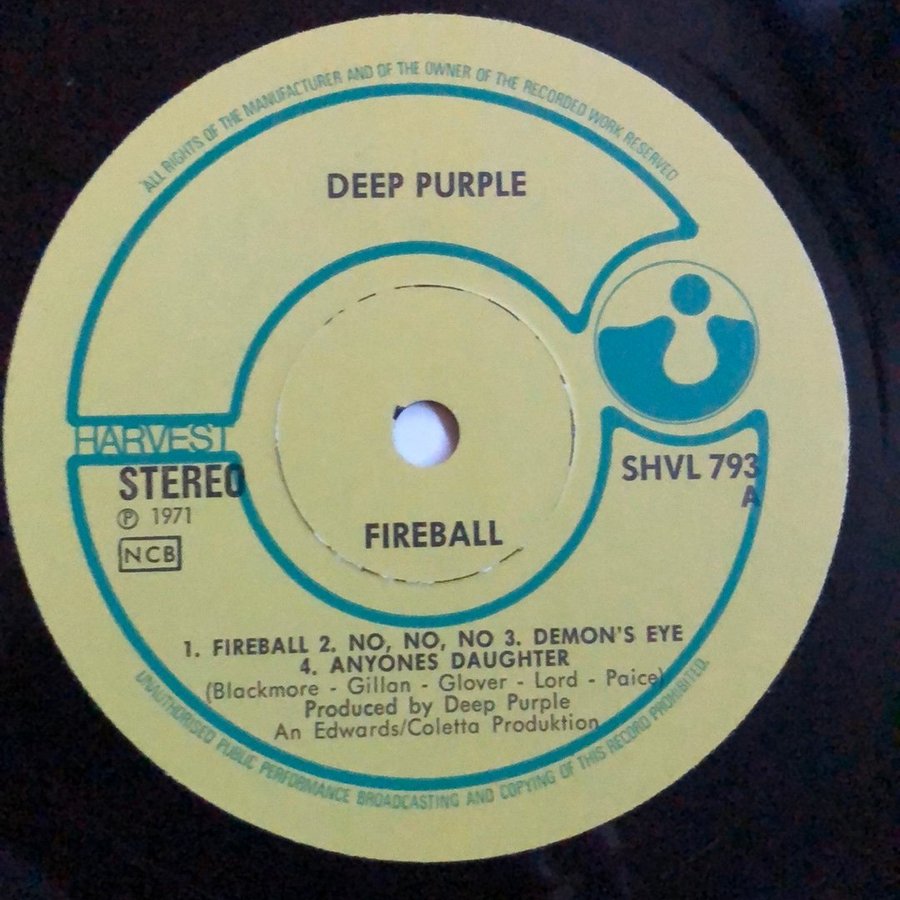 ALL RIGHTS OF THE MANUFACTURER AND OF THE OWNER OF THE RECORDED WORK RESERVED
DEEP PURPLE
HARVEST
STEREO
Ⓟ 1971
NCB
SHVL 793
A
FIREBALL
1. FIREBALL 2. NO, NO, NO 3. DEMON'S EYE
4. ANYONES DAUGHTER
(Blackmore - Gillan - Glover - Lord - Paice)
Produced by Deep Purple
An Edwards/Coletta Produktion
UNAUTHORISED PUBLIC PERFORMANCE BROADCASTING AND COPYING OF THIS RECORD PROHIBITED.